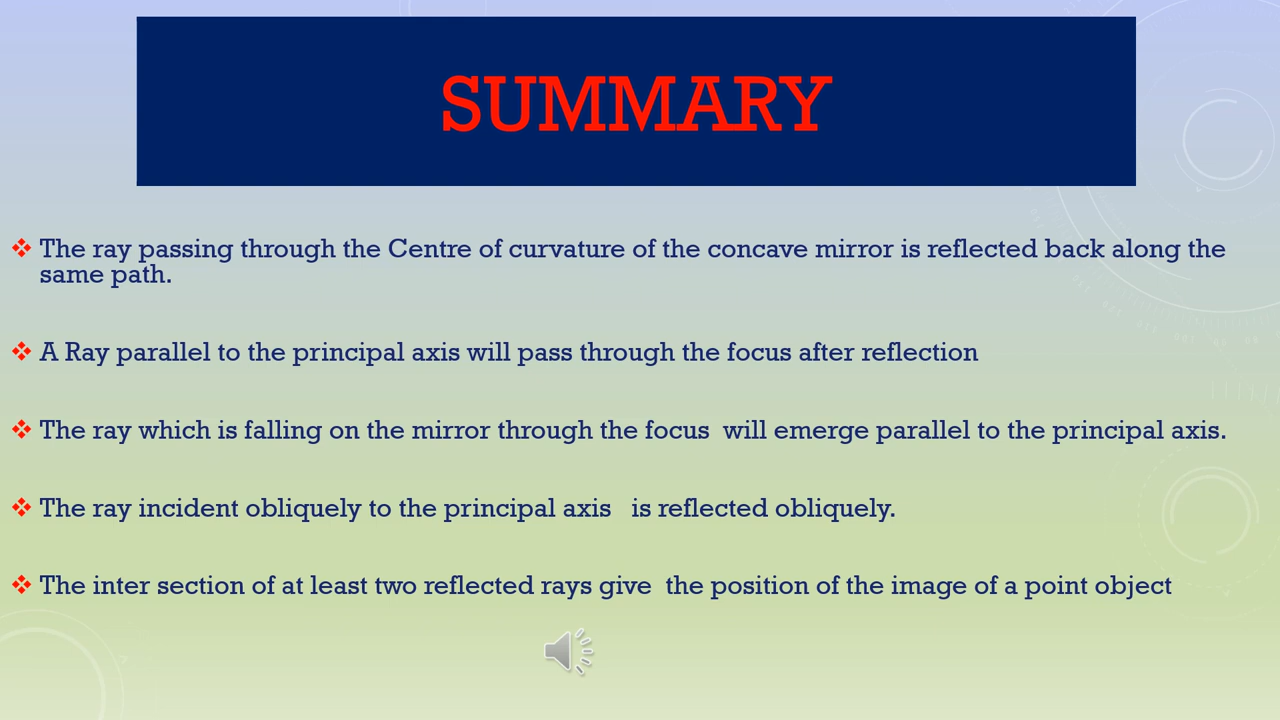 SUMMARY
The ray passing through the Centre of curvature of the concave mirror is reflected back along the
same path.
A Ray parallel to the principal axis will pass through the focus after reflection
The ray which is falling on the mirror through the focus  will emerge parallel to the principal axis.
The ray incident obliquely to the principal axis   is reflected obliquely.
The inter section of at least two reflected rays give  the position of the image of a point object